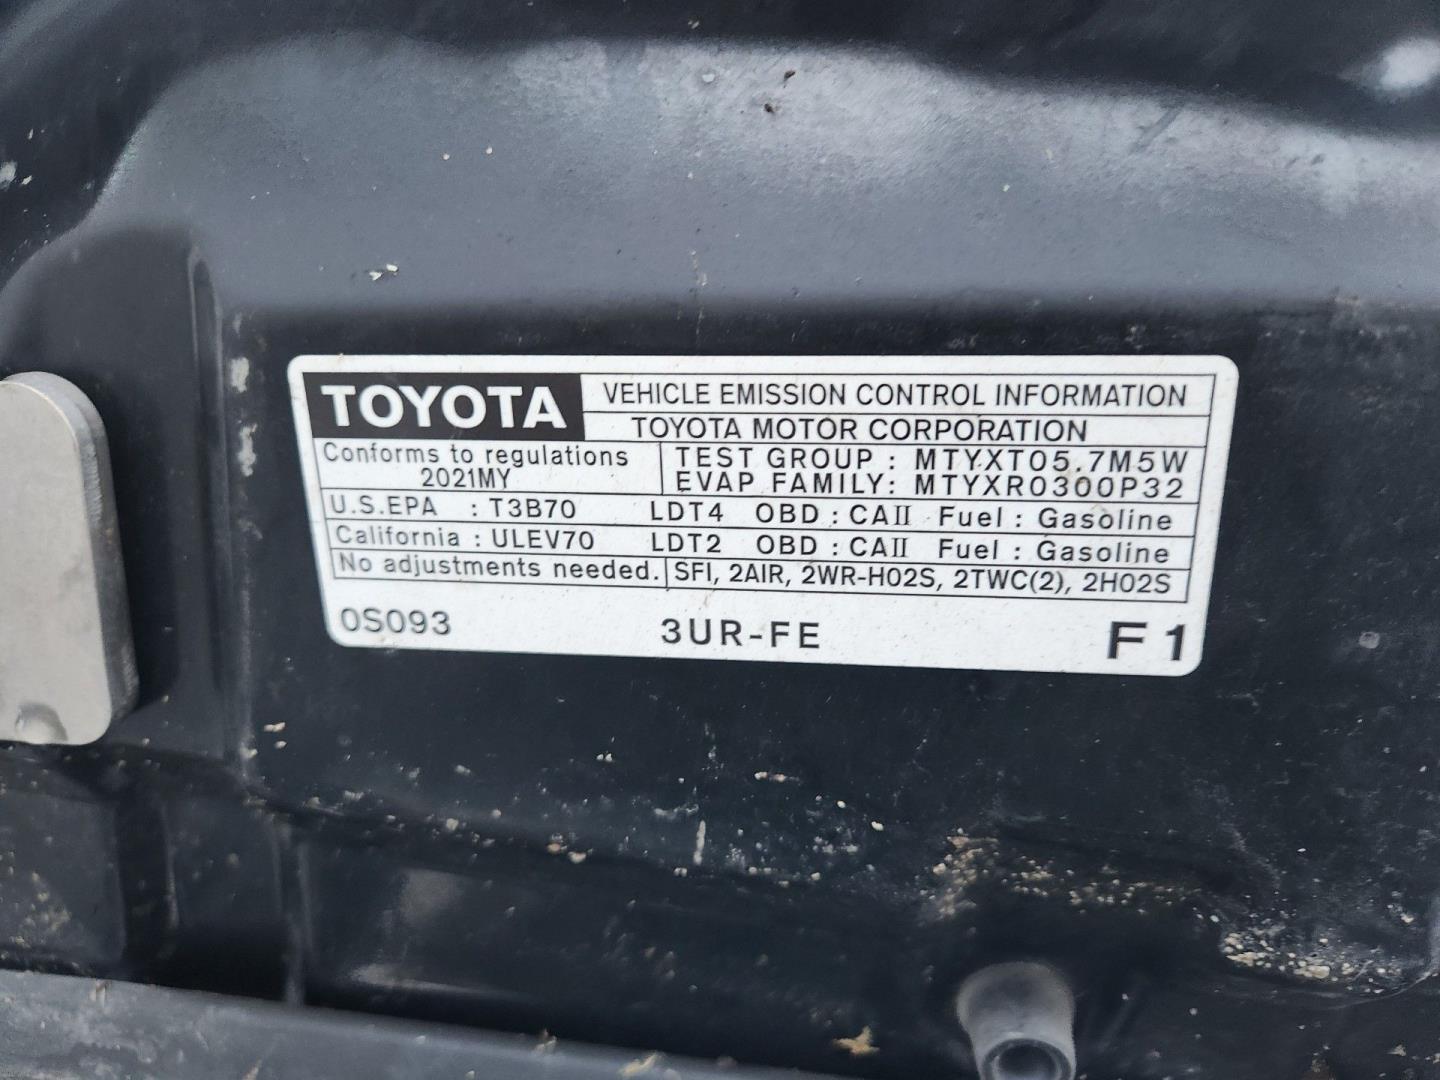 TOYOTA
VEHICLE EMISSION CONTROL INFORMATION
TOYOTA MOTOR CORPORATION
Conforms to regulations
2021MY
TEST GROUP : MTYXT05.7M5W
EVAP FAMILY: MTYXR0300P32
U.S.EPA : T3B70 LDT4 OBD : CAII Fuel : Gasoline
California : ULEV70 LDT2 OBD : CAII Fuel : Gasoline
No adjustments needed. SFI, 2AIR, 2WR-HO2S, 2TWC(2), 2HO2S
0S093 3UR-FE F1